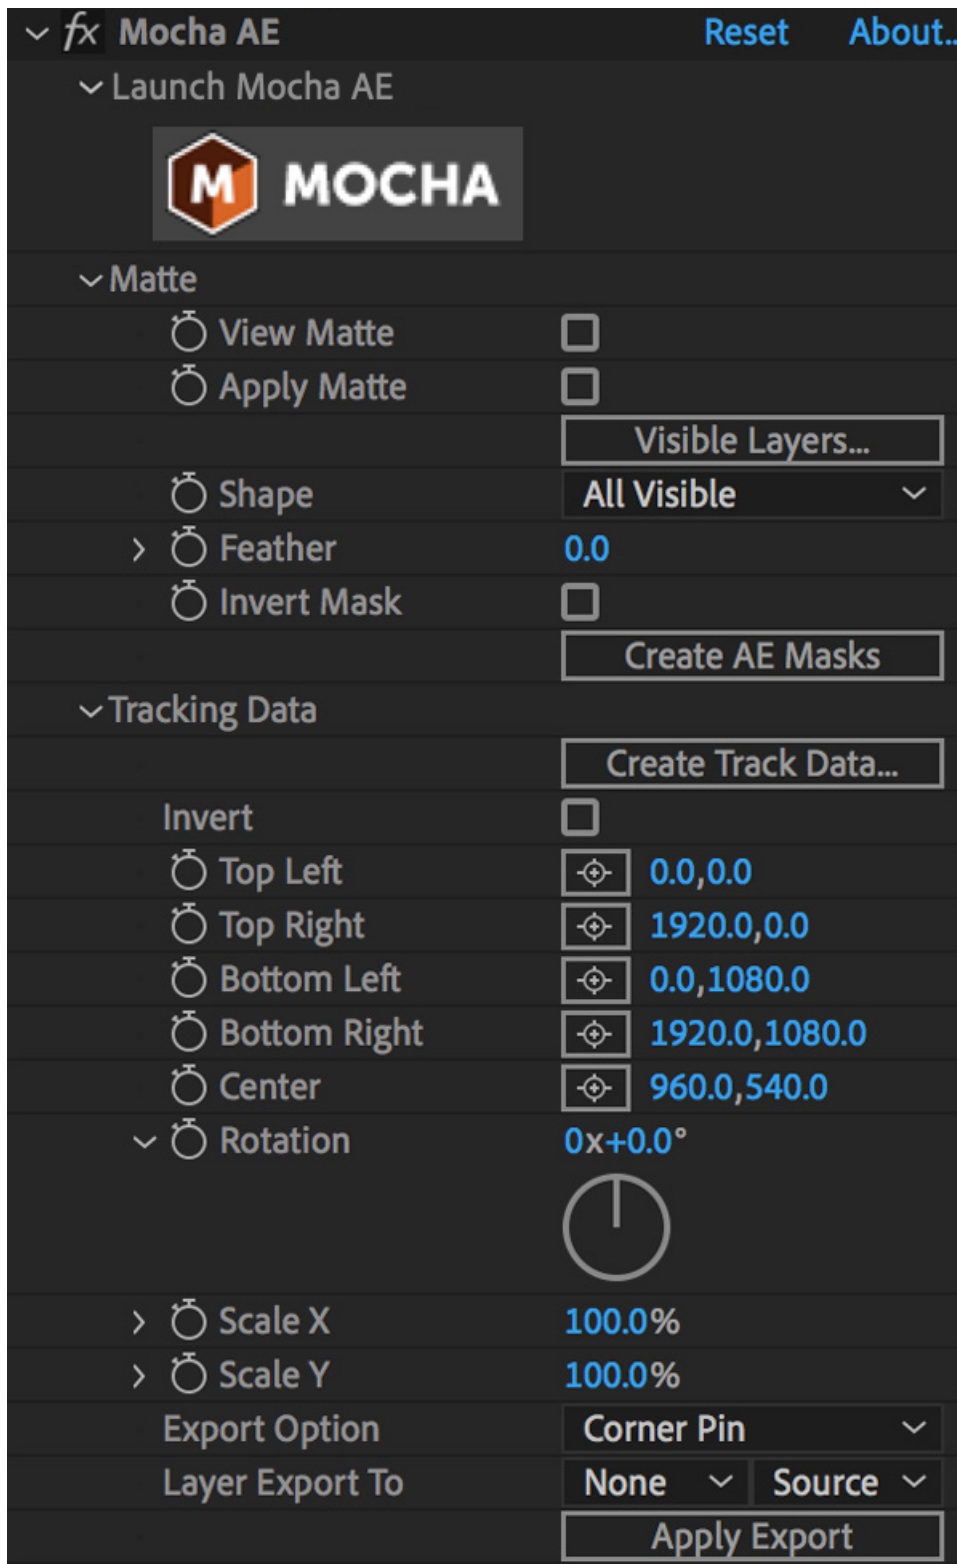 fx Mocha AE Reset About..
Launch Mocha AE
M MOCHA
Matte
View Matte
Apply Matte
Visible Layers...
Shape All Visible
Feather 0.0
Invert Mask
Create AE Masks
Tracking Data
Create Track Data...
Invert
Top Left 0.0,0.0
Top Right 1920.0,0.0
Bottom Left 0.0,1080.0
Bottom Right 1920.0,1080.0
Center 960.0,540.0
Rotation 0x+0.0°
Scale X 100.0%
Scale Y 100.0%
Export Option Corner Pin
Layer Export To None Source
Apply Export